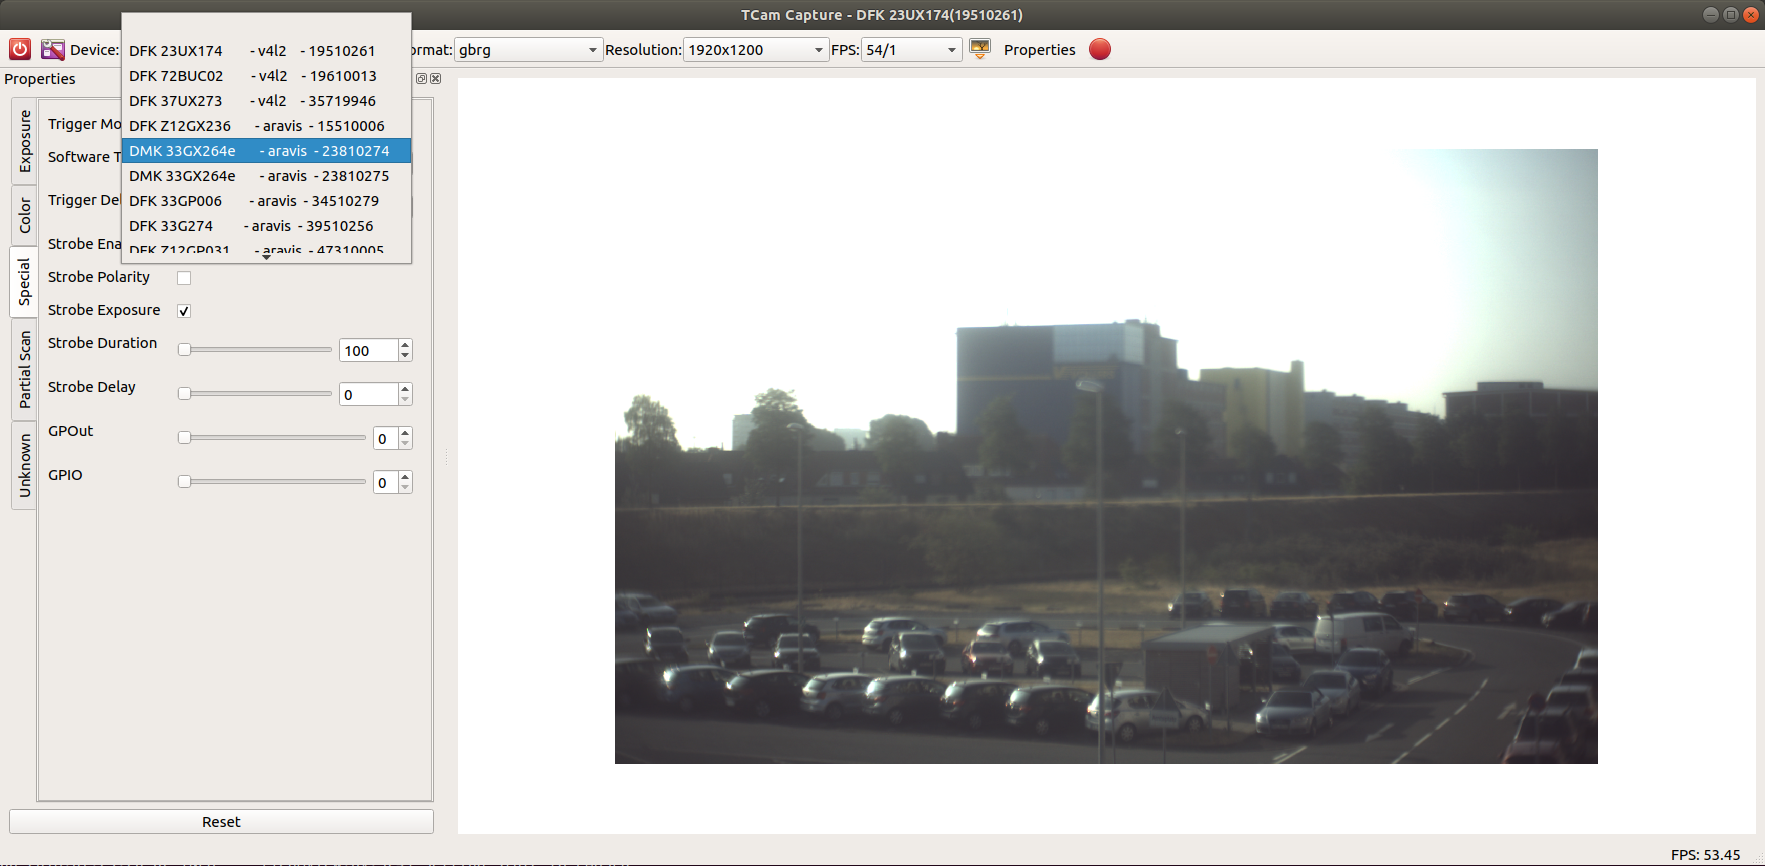 TCam Capture - DFK 23UX174(19510261)
Device:
ormat: gbrg
Resolution: 1920x1200
FPS: 54/1
Properties
Properties
DFK 23UX174 - v4l2 - 19510261
DFK 72BUC02 - v4l2 - 19610013
DFK 37UX273 - v4l2 - 35719946
DFK Z12GX236 - aravis - 15510006
DMK 33GX264e - aravis - 23810274
DMK 33GX264e - aravis - 23810275
DFK 33GP006 - aravis - 34510279
DFK 33G274 - aravis - 39510256
DFK Z12GP031 - aravis - 47310005
Exposure
Color
Special
Partial Scan
Unknown
Trigger Mo
Software T
Trigger Del
Strobe Ena
Strobe Polarity
Strobe Exposure
Strobe Duration 100
Strobe Delay 0
GPOut 0
GPIO 0
Reset
FPS: 53.45